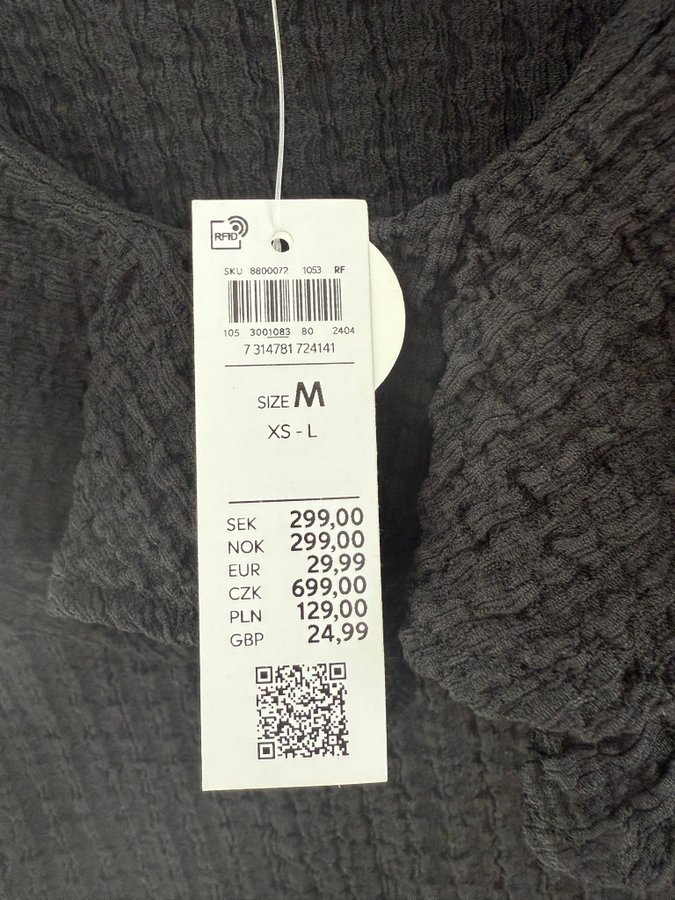 RFID
SKU 8800072 1053 RF
105 3001083 80 2404
7 314781 724141
SIZE M
XS - L
SEK 299,00
NOK 299,00
EUR 29,99
CZK 699,00
PLN 129,00
GBP 24,99